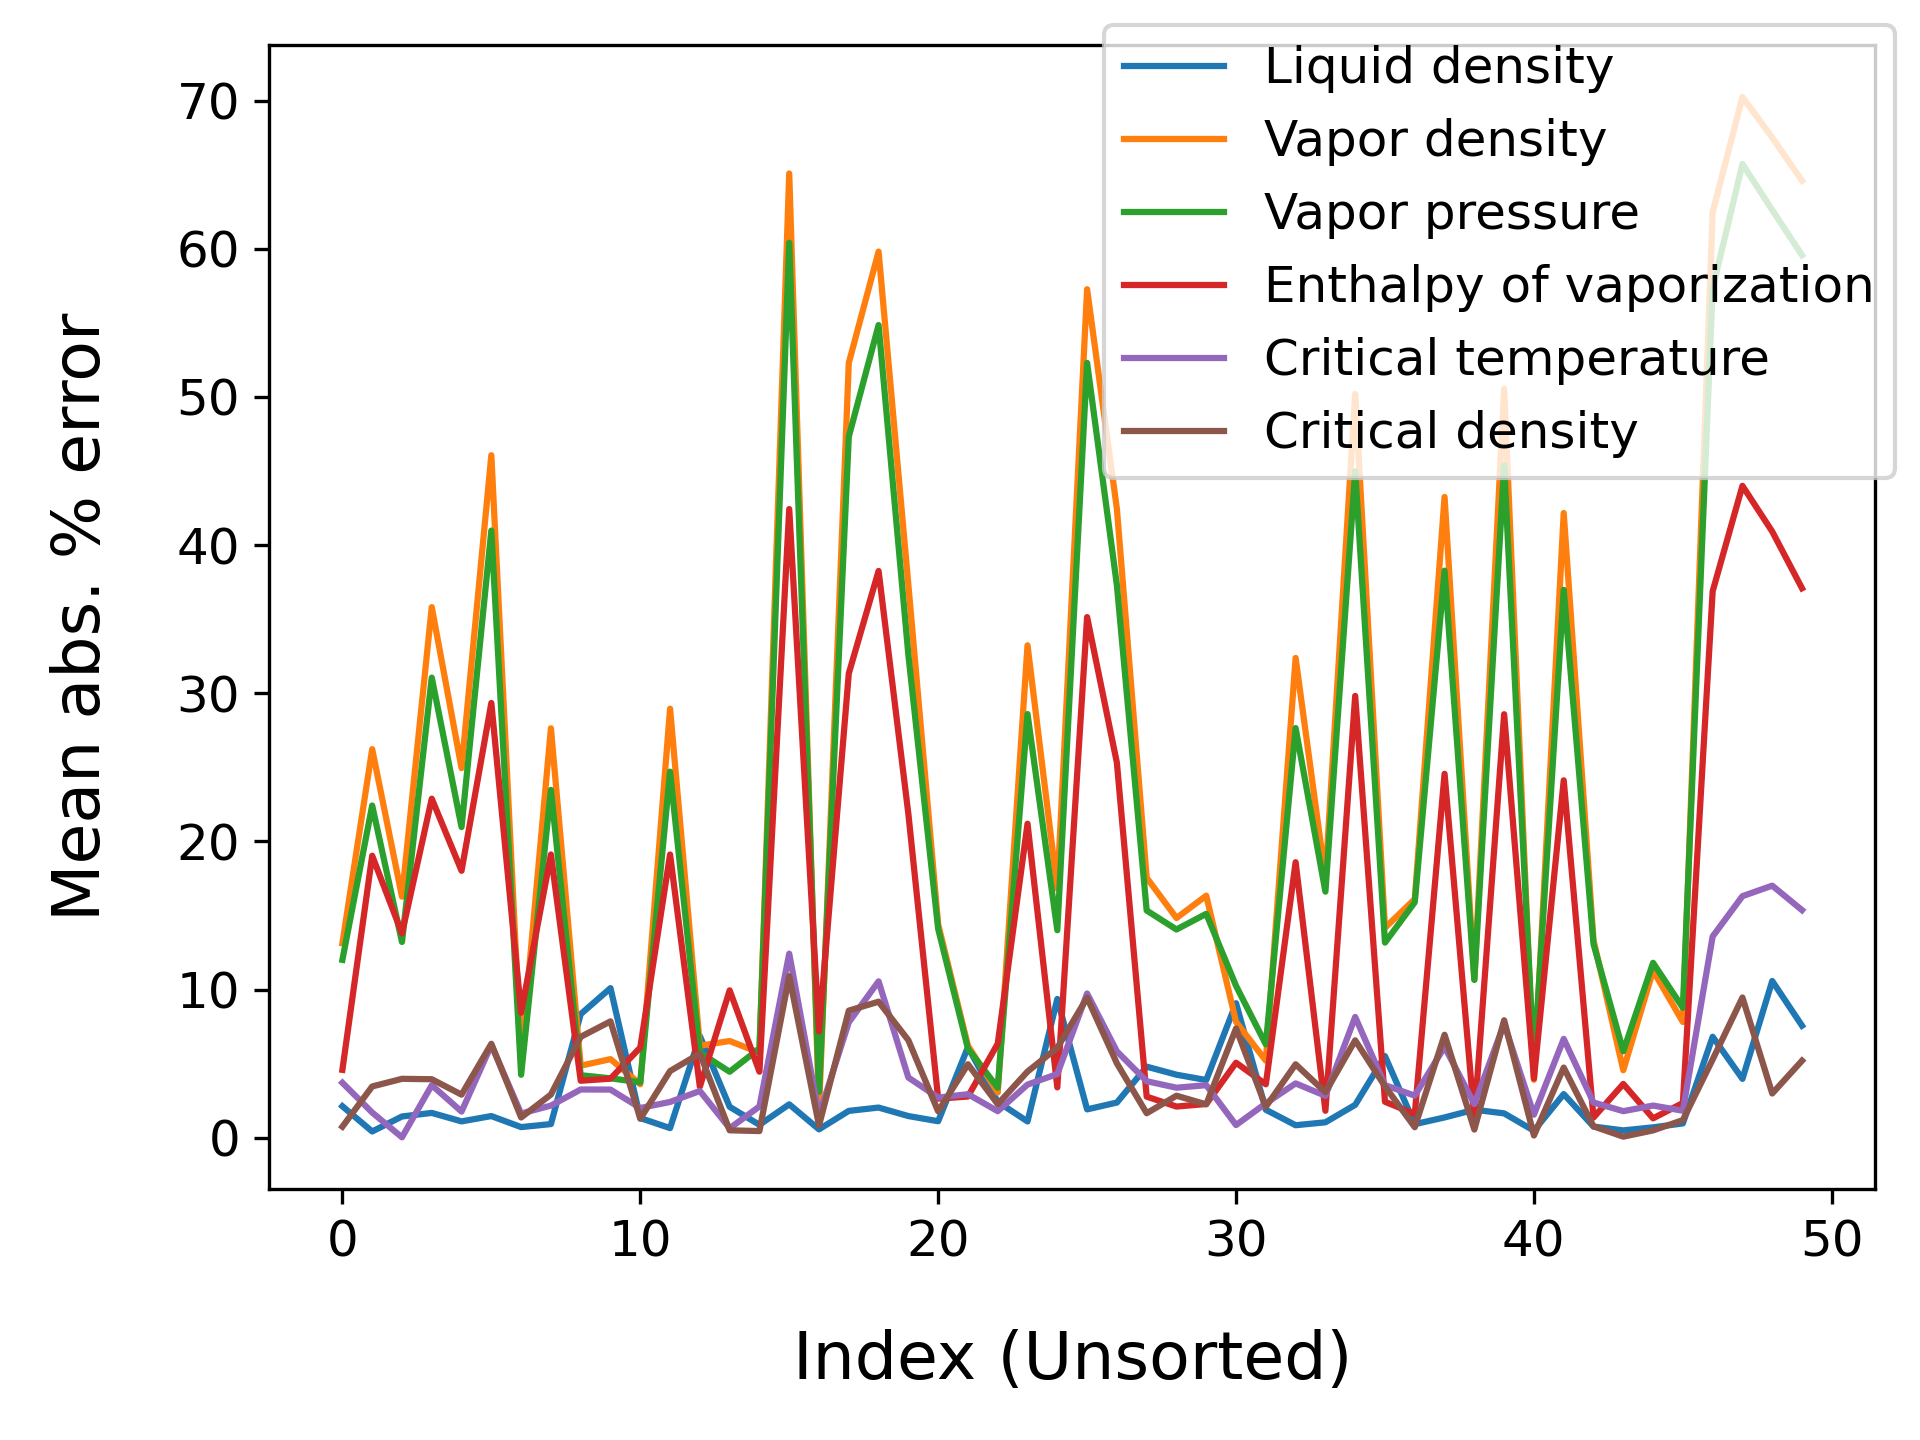 Liquid density
Vapor density
Vapor pressure
Enthalpy of vaporization
Critical temperature
Critical density
Mean abs. % error
70
60
50
40
30
20
10
0
0 10 20 30 40 50
Index (Unsorted)